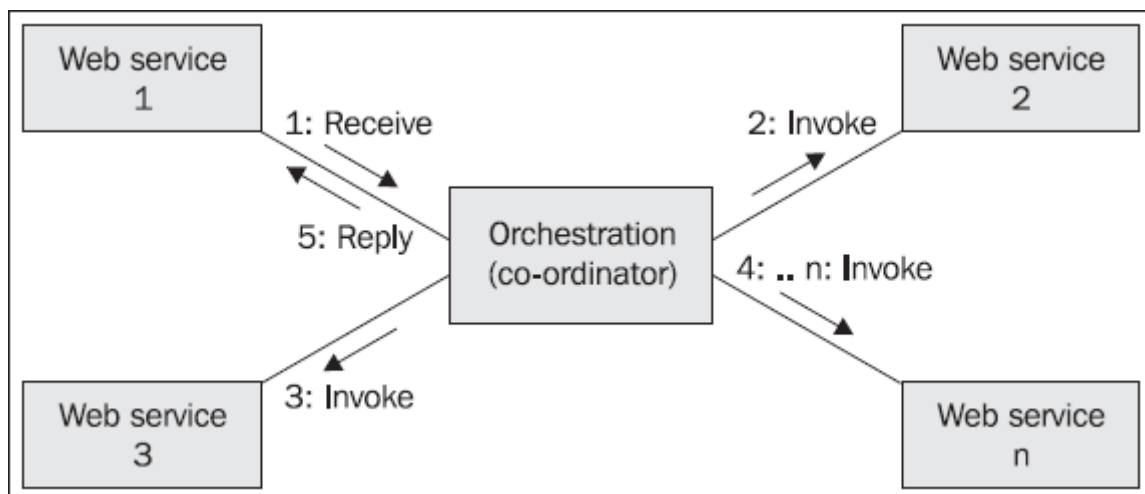 Web service
1
Web service
2
1: Receive
2: Invoke
5: Reply
Orchestration
(co-ordinator)
4: .. n: Invoke
3: Invoke
Web service
3
Web service
n